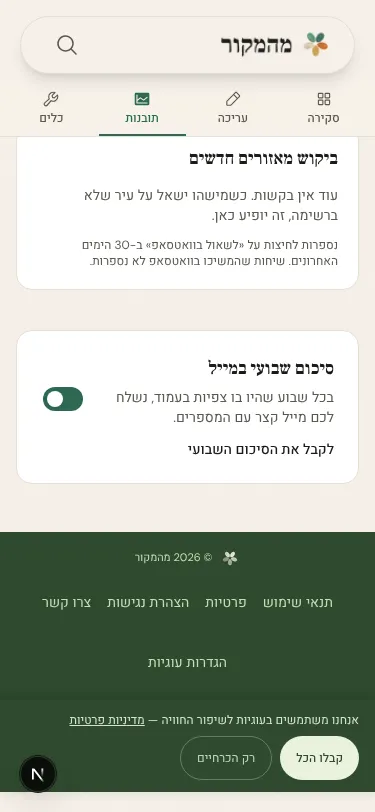 מהמקור
סקירה
עריכה
תובנות
כלים
ביקוש מאזורים חדשים
עוד אין בקשות. כשמישהו ישאל על עיר שלא
ברשימה, זה יופיע כאן.
נספרות לחיצות על «לשאול בוואטסאפ» ב-30 הימים
האחרונים. שיחות שהמשיכו בוואטסאפ לא נספרות.
סיכום שבועי במייל
בכל שבוע שהיו בו צפיות בעמוד, נשלח
לכם מייל קצר עם המספרים.
לקבל את הסיכום השבועי
© 2026 מהמקור
תנאי שימוש
פרטיות
הצהרת נגישות
צרו קשר
הגדרות עוגיות
אנחנו משתמשים בעוגיות לשיפור החוויה — מדיניות פרטיות
קבלו הכל
רק הכרחיים
N